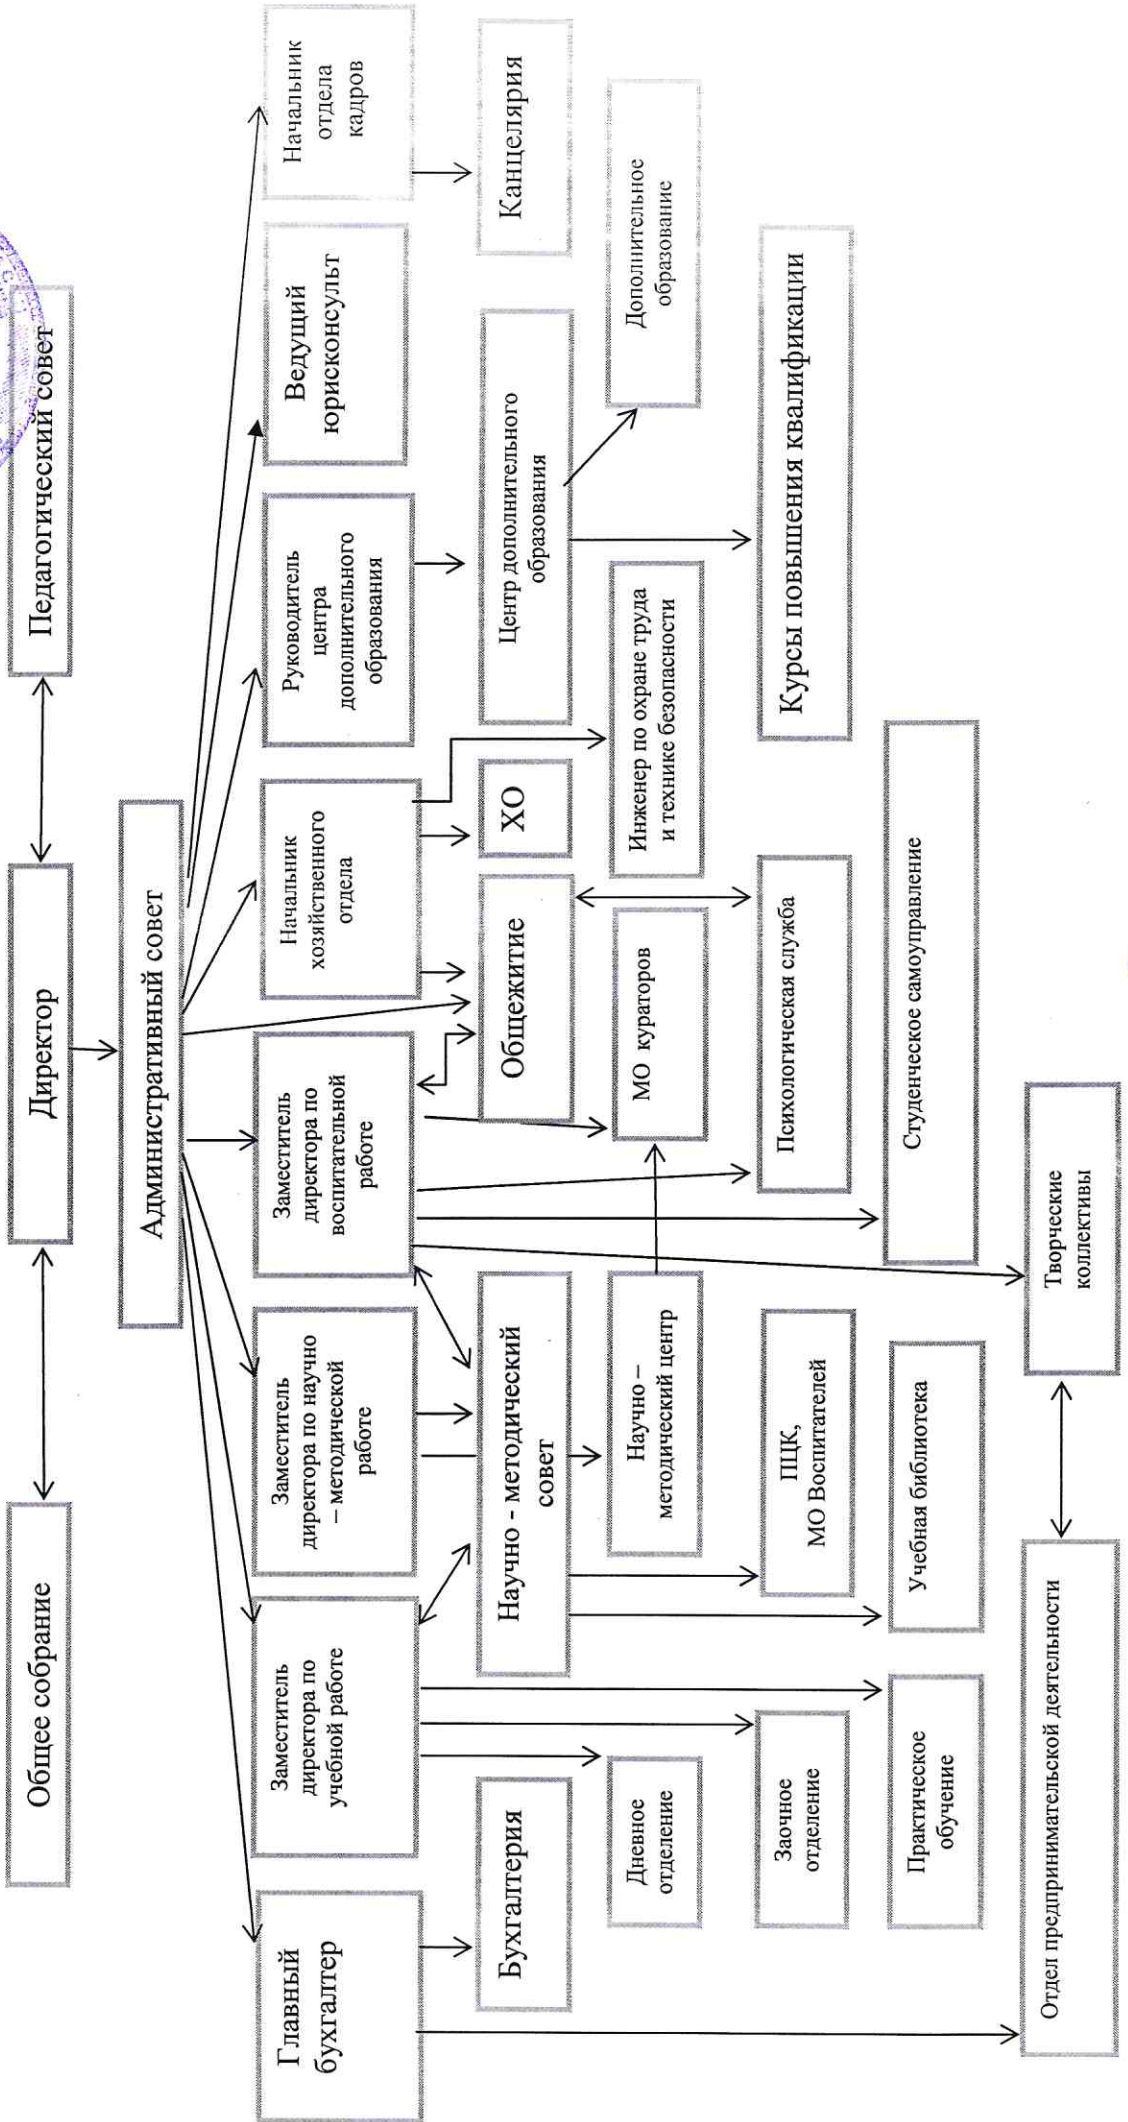 Общее собрание
Директор
Педагогический совет
Административный совет
Главный
бухгалтер
Заместитель
директора по
учебной работе
Заместитель
директора по научно
– методической
работе
Заместитель
директора по
воспитательной
работе
Начальник
хозяйственного
отдела
Руководитель
центра
дополнительного
образования
Ведущий
юрисконсульт
Начальник
отдела
кадров
Бухгалтерия
Научно - методический
совет
Общежитие
ХО
Центр дополнительного
образования
Канцелярия
Дневное
отделение
Научно –
методический центр
МО кураторов
Инженер по охране труда
и технике безопасности
Дополнительное
образование
Заочное
отделение
ПЦК,
МО Воспитателей
Психологическая служба
Курсы повышения квалификации
Практическое
обучение
Учебная библиотека
Студенческое самоуправление
Отдел предпринимательской деятельности
Творческие
коллективы